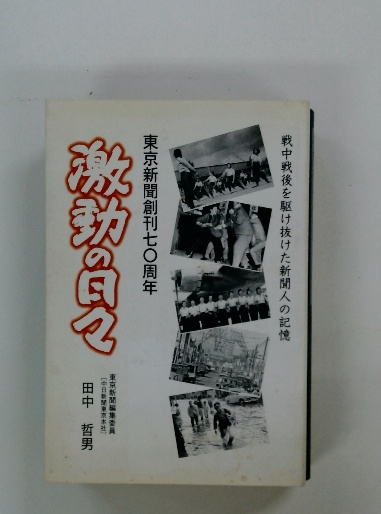 戦中戦後を駆け抜けた新聞人の記憶
東京新聞創刊七〇周年
激動の日々
東京新聞編集委員
［中日新聞東京本社］
田中 哲男